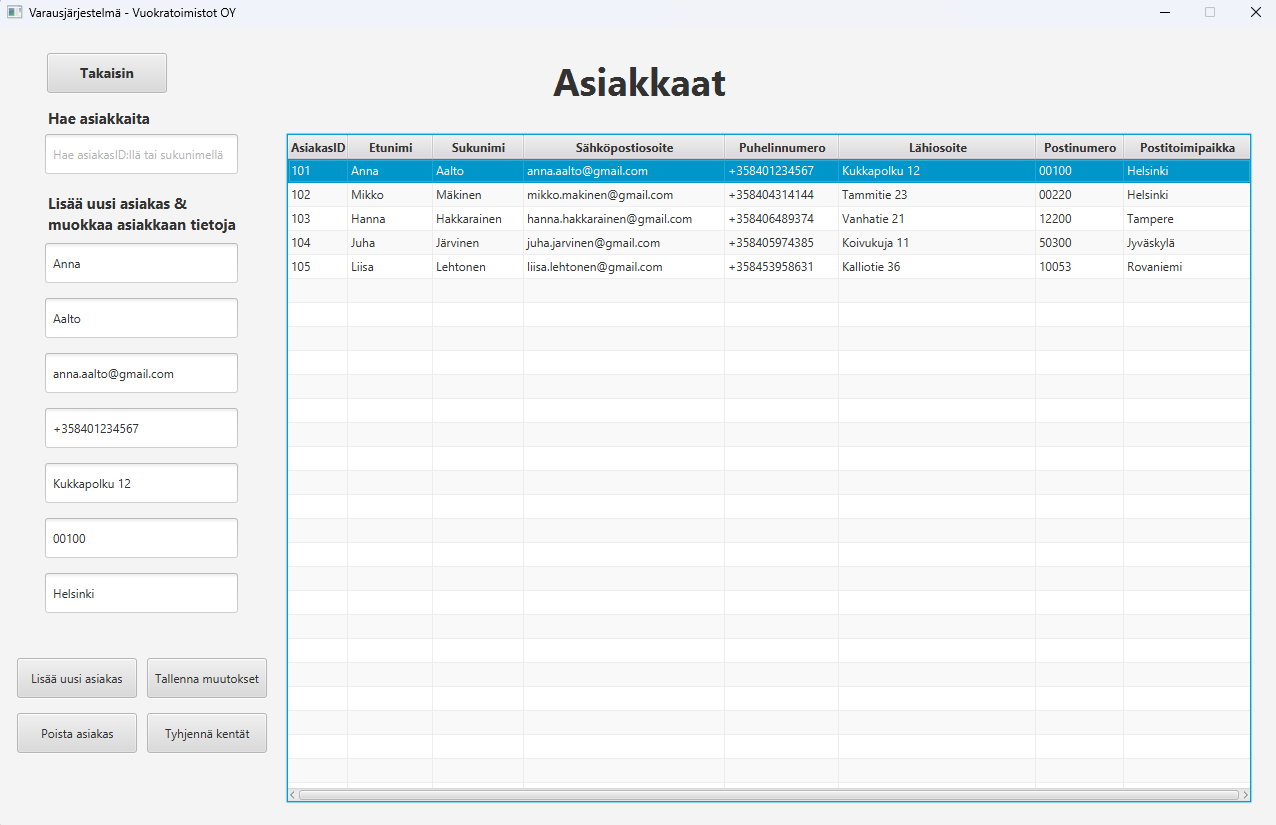 Varausjärjestelmä - Vuokratoimistot OY
Takaisin
Asiakkaat
Hae asiakkaita
Hae asiakasID:llä tai sukunimellä
Lisää uusi asiakas &
muokkaa asiakkaan tietoja
Anna
Aalto
anna.aalto@gmail.com
+358401234567
Kukkapolku 12
00100
Helsinki
Lisää uusi asiakas Tallenna muutokset
Poista asiakas Tyhjennä kentät
AsiakasID Etunimi Sukunimi Sähköpostiosoite Puhelinnumero Lähiosoite Postinumero Postitoimipaikka
101 Anna Aalto anna.aalto@gmail.com +358401234567 Kukkapolku 12 00100 Helsinki
102 Mikko Mäkinen mikko.makinen@gmail.com +358404314144 Tammitie 23 00220 Helsinki
103 Hanna Hakkarainen hanna.hakkarainen@gmail.com +358406489374 Vanhatie 21 12200 Tampere
104 Juha Järvinen juha.jarvinen@gmail.com +358405974385 Koivukuja 11 50300 Jyväskylä
105 Liisa Lehtonen liisa.lehtonen@gmail.com +358453958631 Kalliotie 36 10053 Rovaniemi